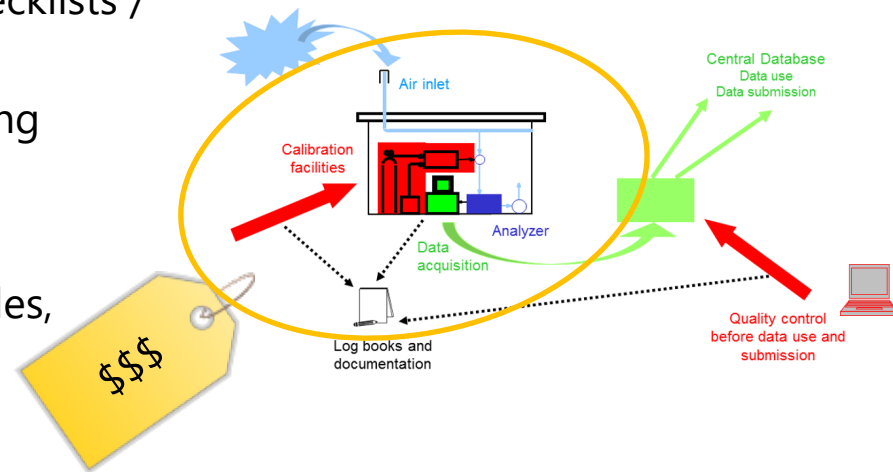 ecklists /
ng
les,
$$$
Air inlet
Calibration
facilities
Analyzer
Data
acquisition
Log books and
documentation
Central Database
Data use
Data submission
Quality control
before data use and
submission